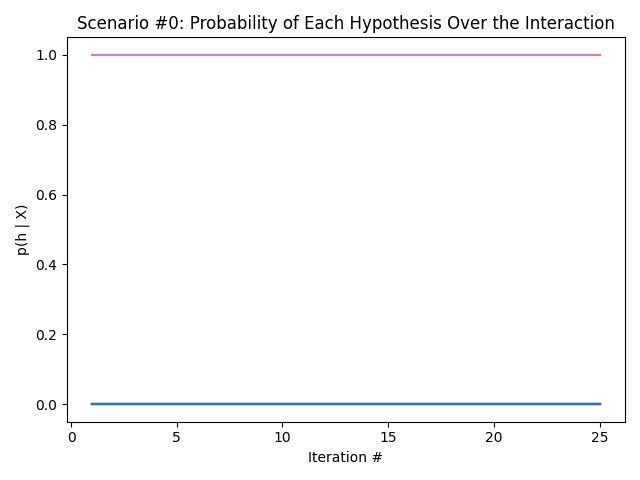 Scenario #0: Probability of Each Hypothesis Over the Interaction
1.0
0.8
0.6
0.4
0.2
0.0
p(h | X)
0 5 10 15 20 25
Iteration #